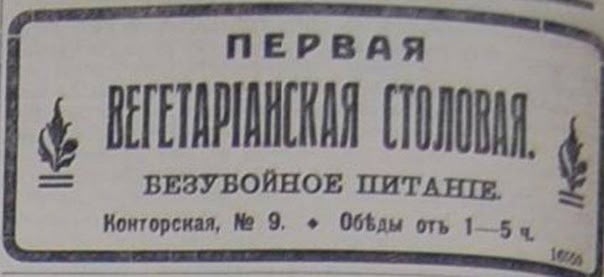 ПЕРВАЯ
ВЕГЕТАРІАНСКАЯ СТОЛОВАЯ.
БЕЗУБОЙНОЕ ПИТАНІЕ.
Конторская, № 9. ♦ Обѣды отъ 1—5 ч.